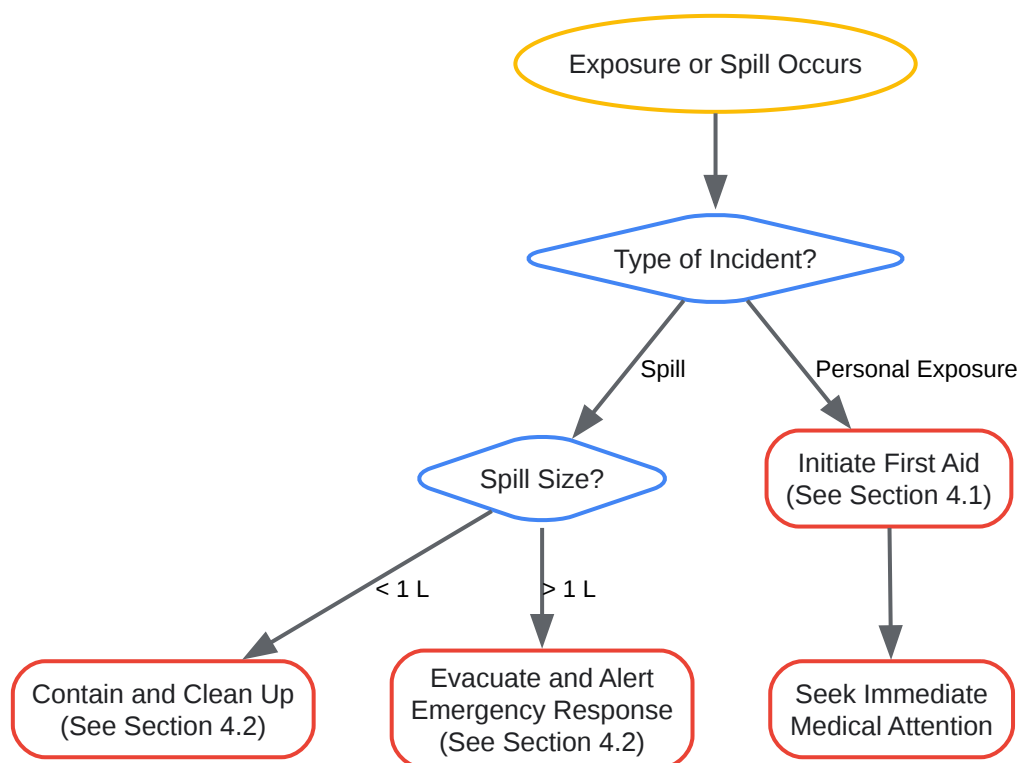 Exposure or Spill Occurs
Type of Incident?
Spill
Personal Exposure
Spill Size?
Initiate First Aid
(See Section 4.1)
< 1 L
> 1 L
Contain and Clean Up
(See Section 4.2)
Evacuate and Alert
Emergency Response
(See Section 4.2)
Seek Immediate
Medical Attention